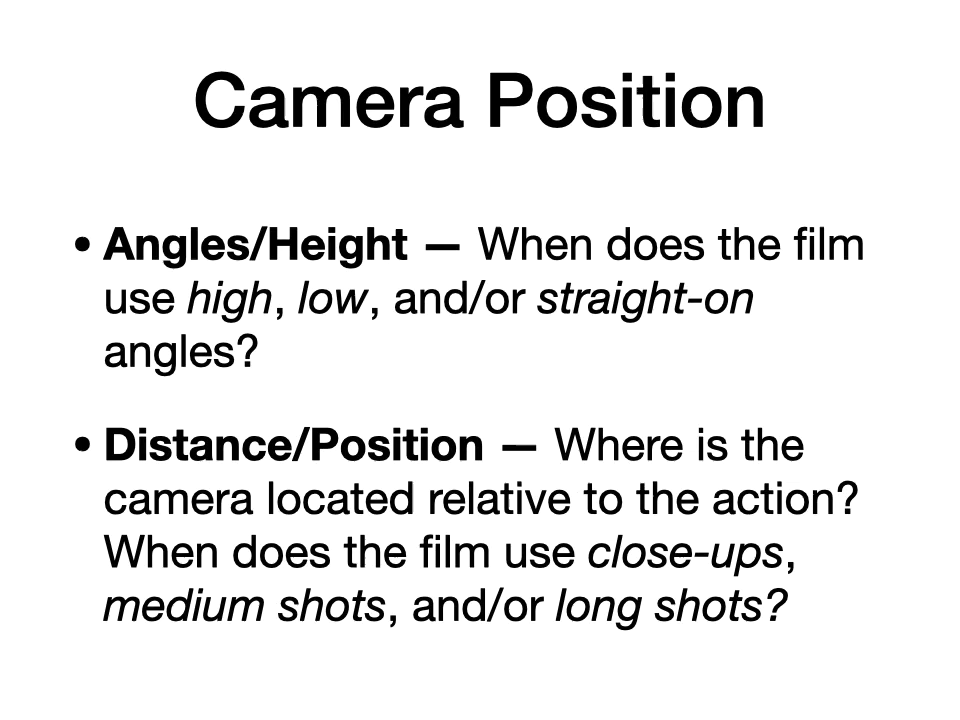 Camera Position
• Angles/Height — When does the film
use high, low, and/or straight-on
angles?
• Distance/Position — Where is the
camera located relative to the action?
When does the film use close-ups,
medium shots, and/or long shots?